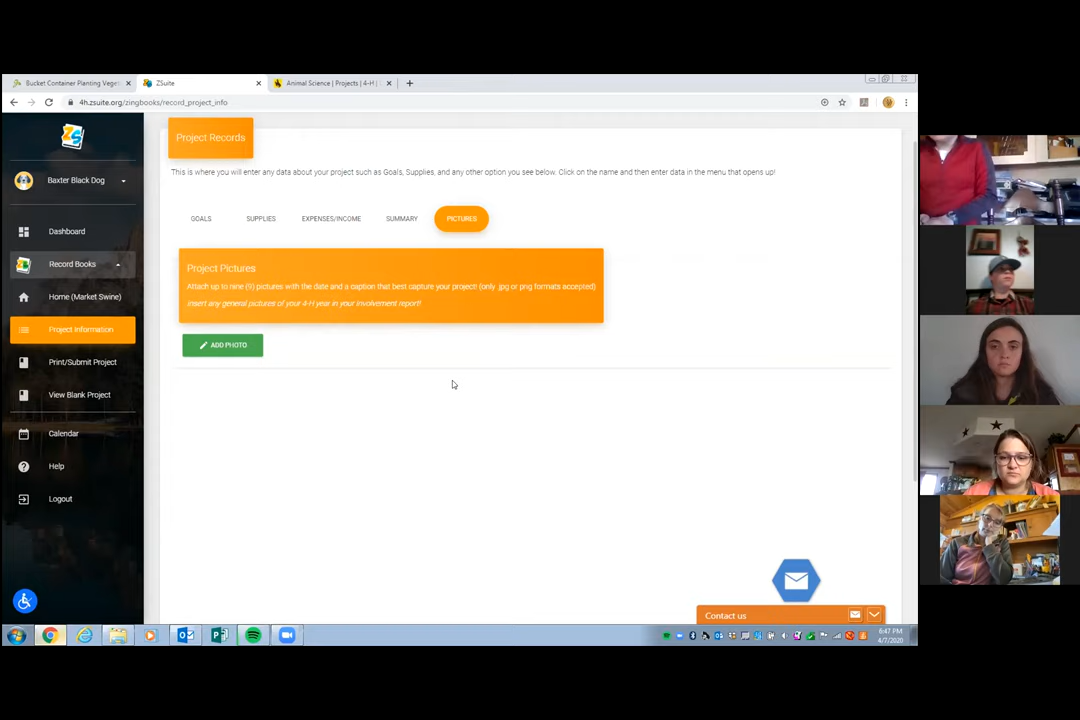 Bucket Container Planting Veget
ZSuite
Animal Science | Projects | 4-H |
4h.zsuite.org/zingbooks/record_project_info
ZS
Baxter Black Dog
Dashboard
Record Books
Home (Market Swine)
Project Information
Print/Submit Project
View Blank Project
Calendar
Help
Logout
Project Records
This is where you will enter any data about your project such as Goals, Supplies, and any other option you see below. Click on the name and then enter data in the menu that opens up!
GOALS
SUPPLIES
EXPENSES/INCOME
SUMMARY
PICTURES
Project Pictures
Attach up to nine (9) pictures with the date and a caption that best capture your project! (only .jpg or png formats accepted)
Insert any general pictures of your 4-H year in your involvement report!
ADD PHOTO
Contact us
6:47 PM
4/7/2020